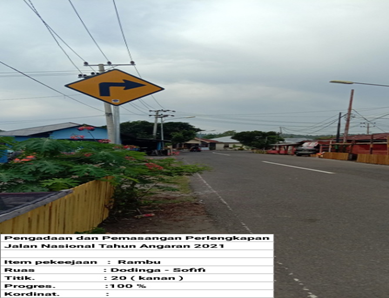 Pengadaan dan Pemasangan Perlengkapan
Jalan Nasional Tahun Angaran 2021
Item pekeejaan : Rambu
Ruas : Dodinga - Sofifi
Titik. : 20 ( kanan )
Progres. :100 %
Kordinat. :